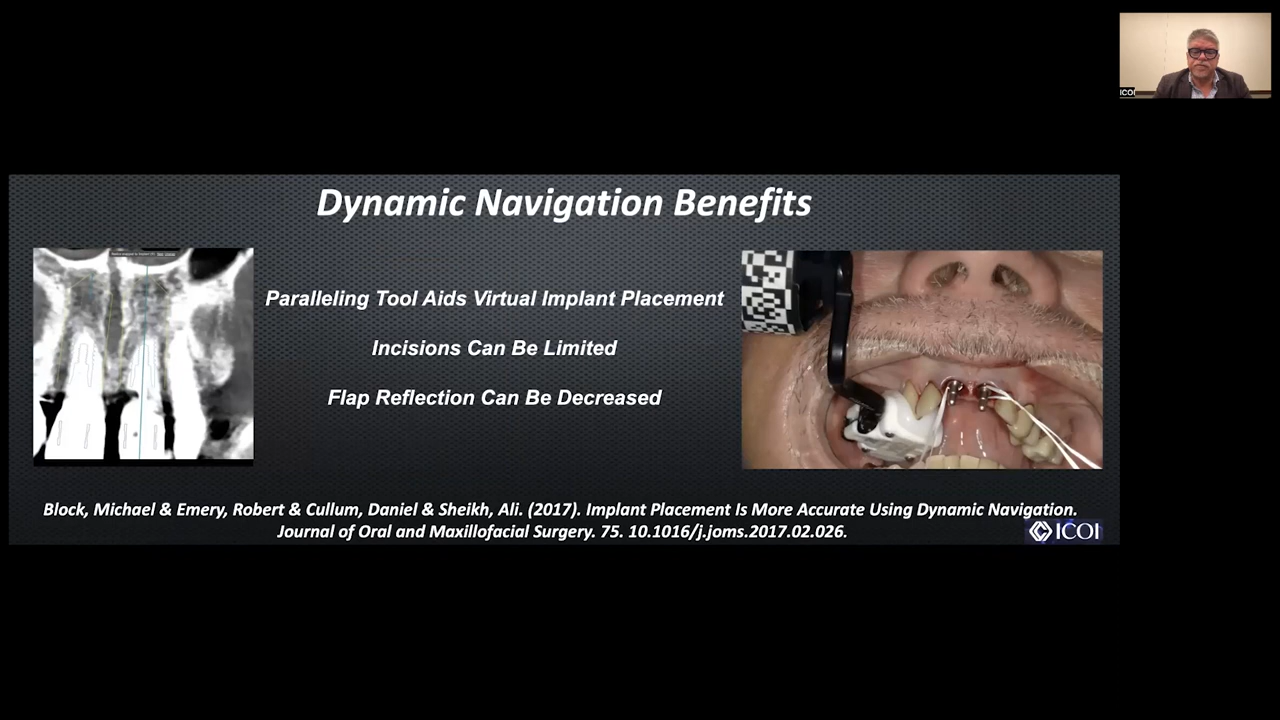 ICOI
Dynamic Navigation Benefits
Paralleling Tool Aids Virtual Implant Placement
Incisions Can Be Limited
Flap Reflection Can Be Decreased
Block, Michael & Emery, Robert & Cullum, Daniel & Sheikh, Ali. (2017). Implant Placement Is More Accurate Using Dynamic Navigation.
Journal of Oral and Maxillofacial Surgery. 75. 10.1016/j.joms.2017.02.026.
ICOI